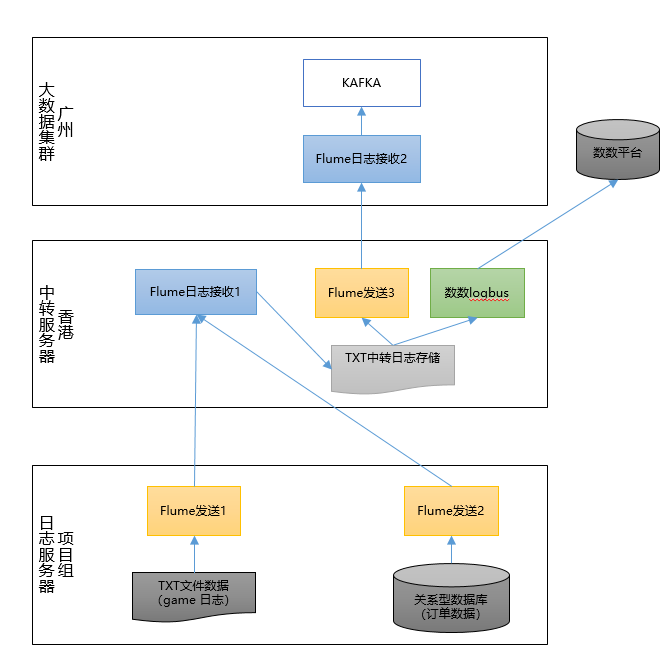 大数据集群
广州
KAFKA
Flume日志接收2
数数平台
中转服务器
香港
Flume日志接收1
Flume发送3
数数logbus
TXT中转日志存储
日志服务器
项目组
Flume发送1
Flume发送2
TXT文件数据
（game 日志）
关系型数据库
（订单数据）